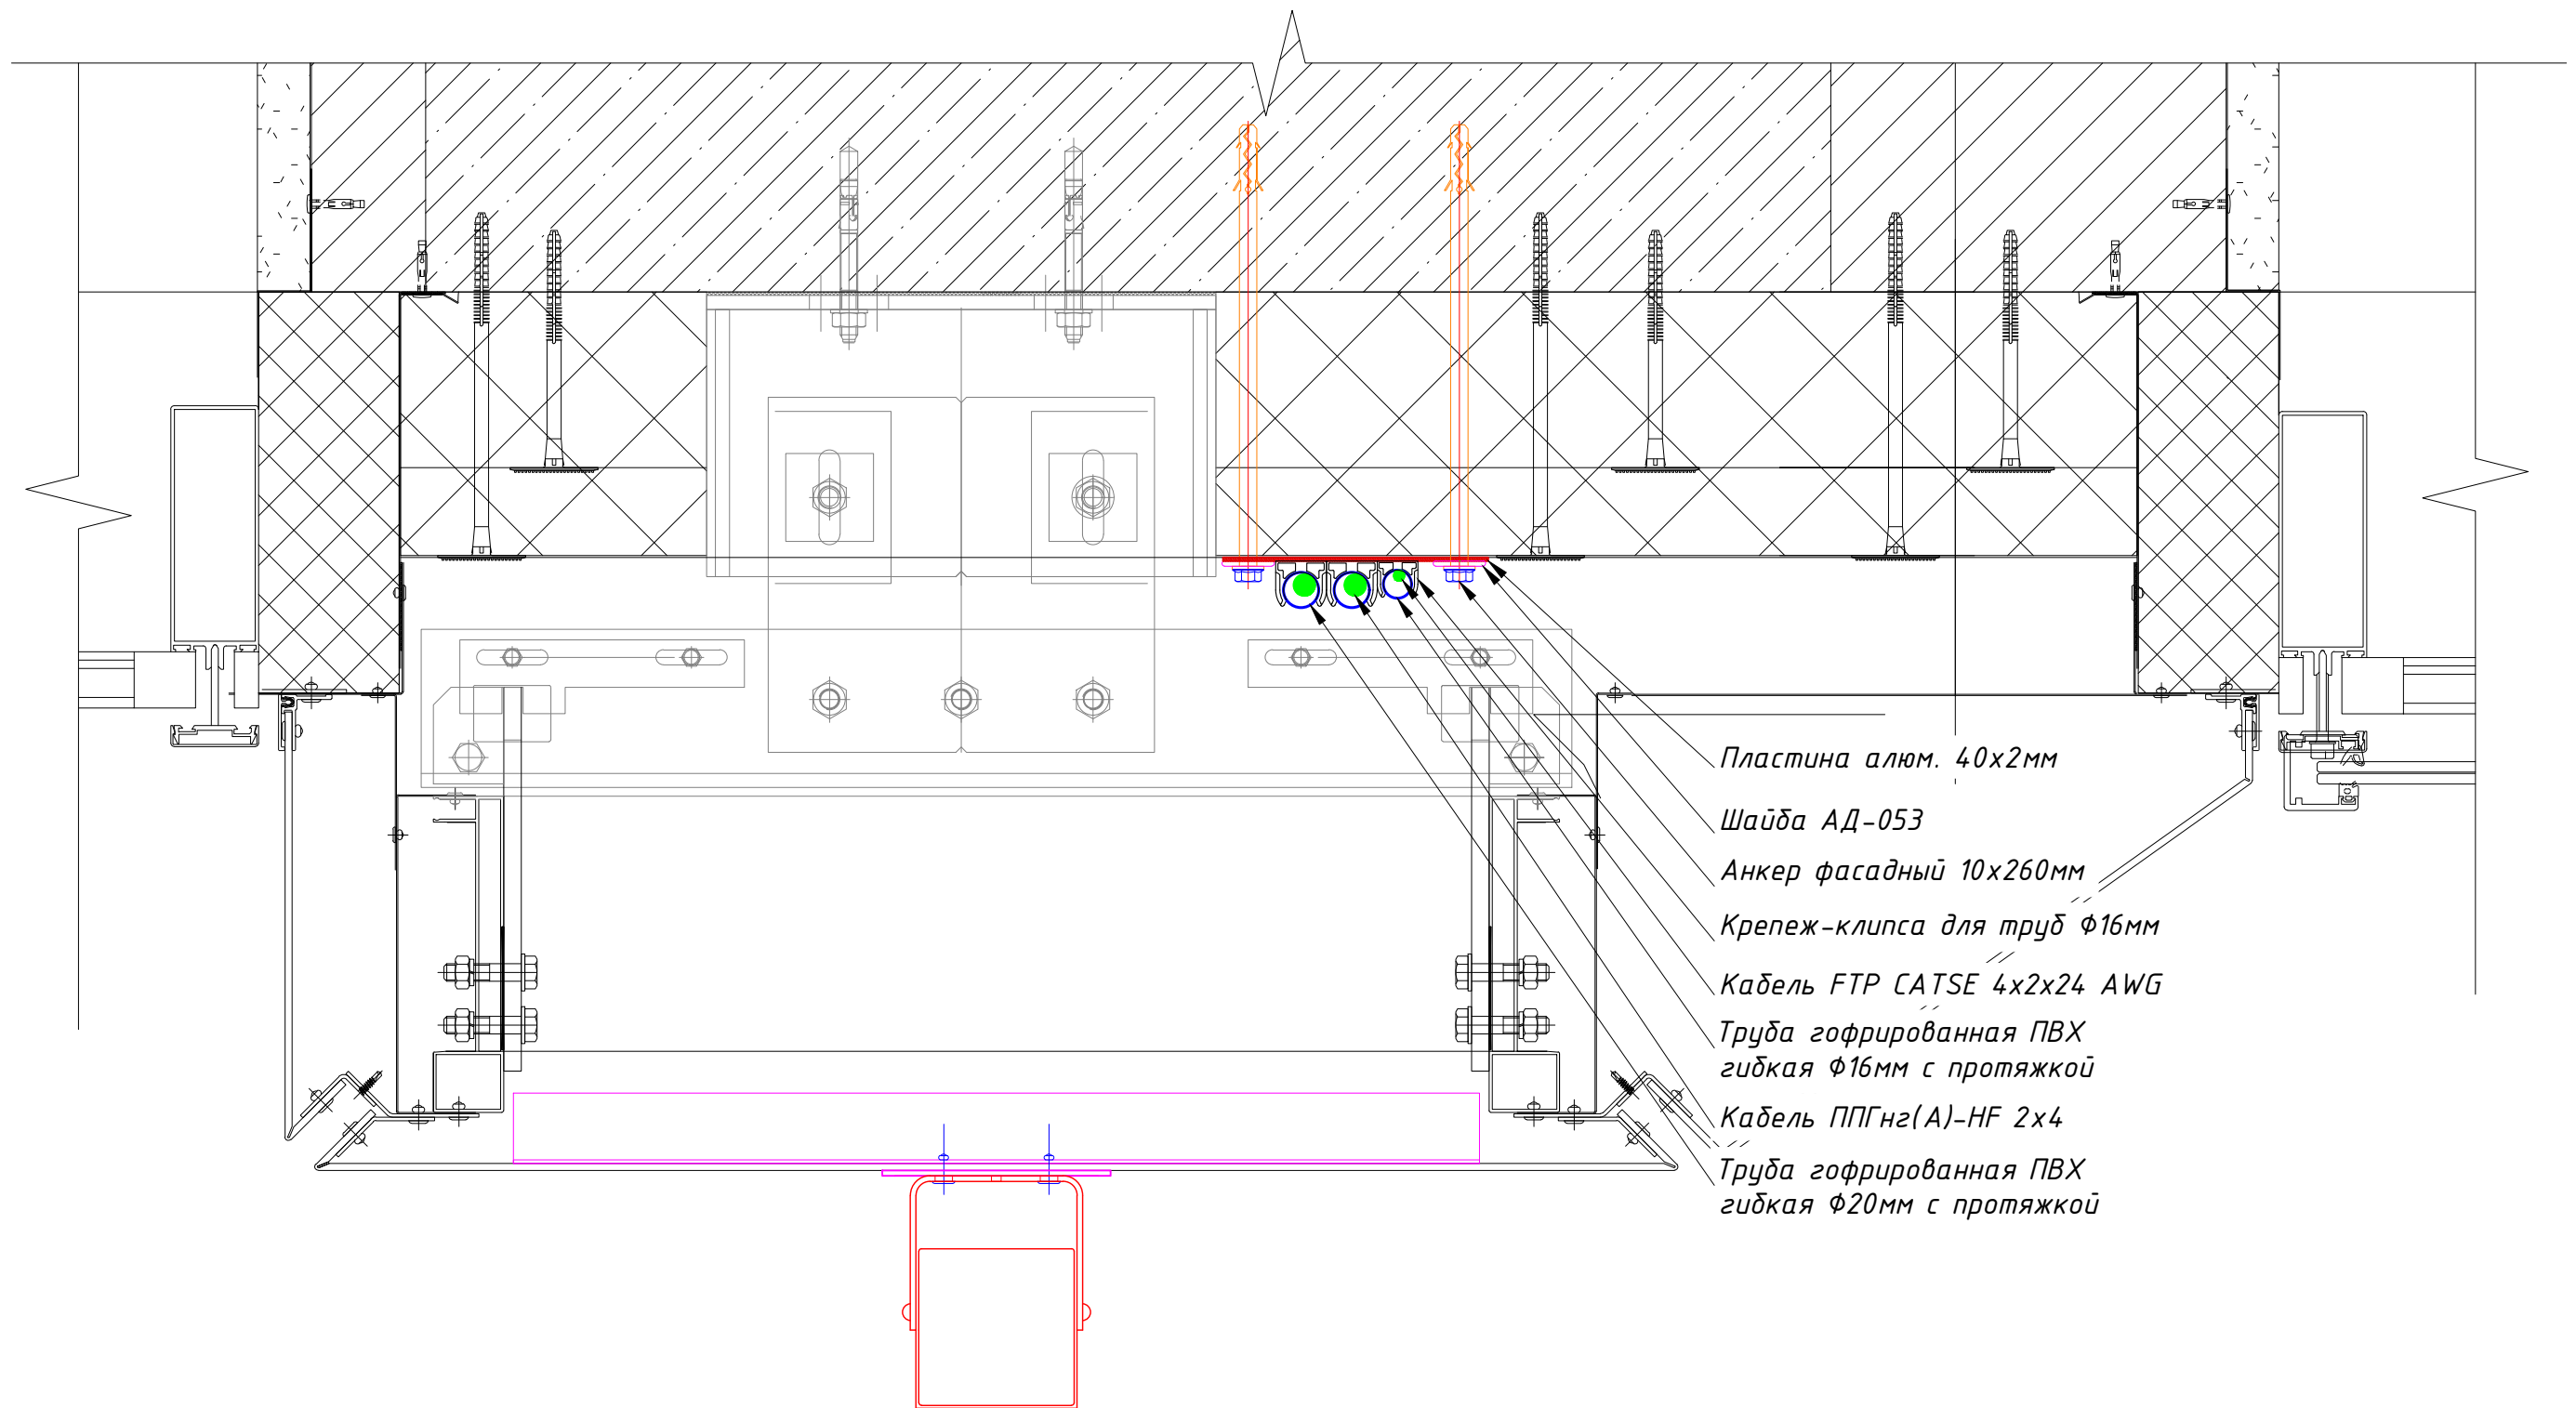 Пластина алюм. 40х2мм
Шайба АД-053
Анкер фасадный 10х260мм
Крепеж-клипса для труб Ф16мм
Кабель FTP CATSE 4х2х24 AWG
Труба гофрированная ПВХ
гибкая Ф16мм с протяжкой
Кабель ППГнг(А)-HF 2х4
Труба гофрированная ПВХ
гибкая Ф20мм с протяжкой